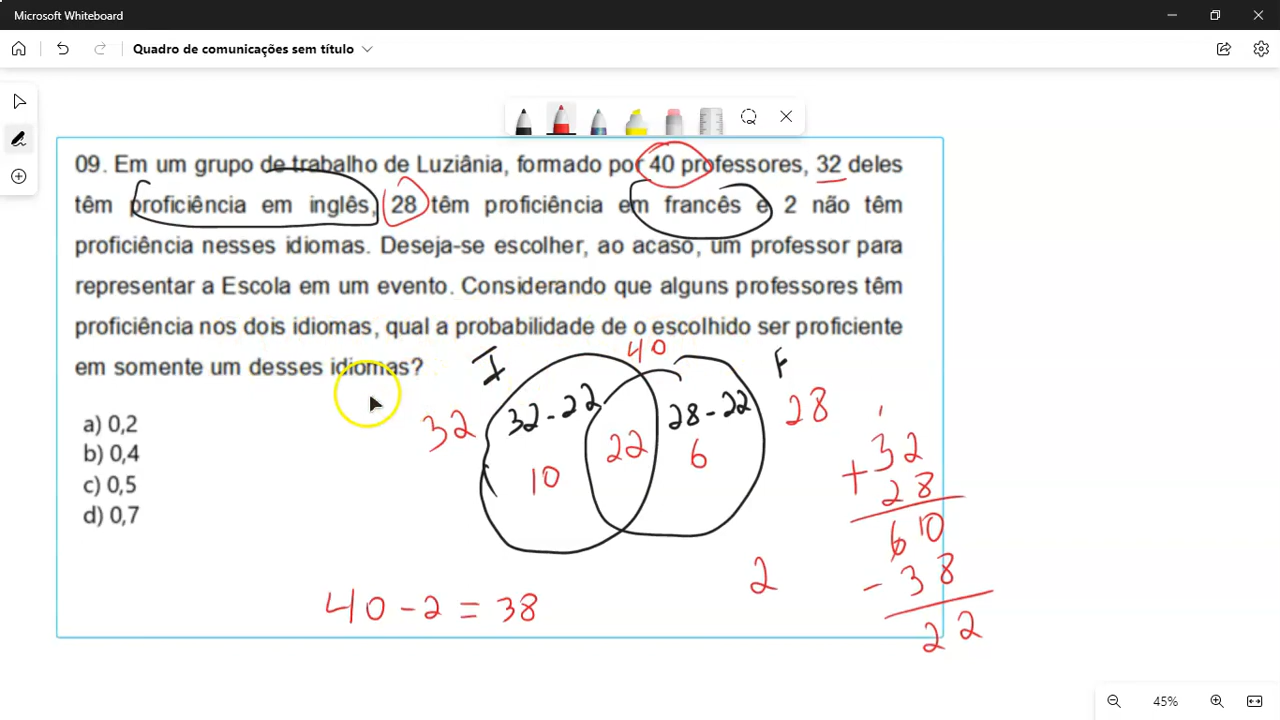 Microsoft Whiteboard
Quadro de comunicações sem título
09. Em um grupo de trabalho de Luziânia, formado por 40 professores, 32 deles
têm proficiência em inglês, 28 têm proficiência em francês e 2 não têm
proficiência nesses idiomas. Deseja-se escolher, ao acaso, um professor para
representar a Escola em um evento. Considerando que alguns professores têm
proficiência nos dois idiomas, qual a probabilidade de o escolhido ser proficiente
em somente um desses idiomas?
a) 0,2
b) 0,4
c) 0,5
d) 0,7
40
I
F
32
32-22
28-22
28
10
22
6
2
40-2=38
1
+32
28
610
-38
22
45%